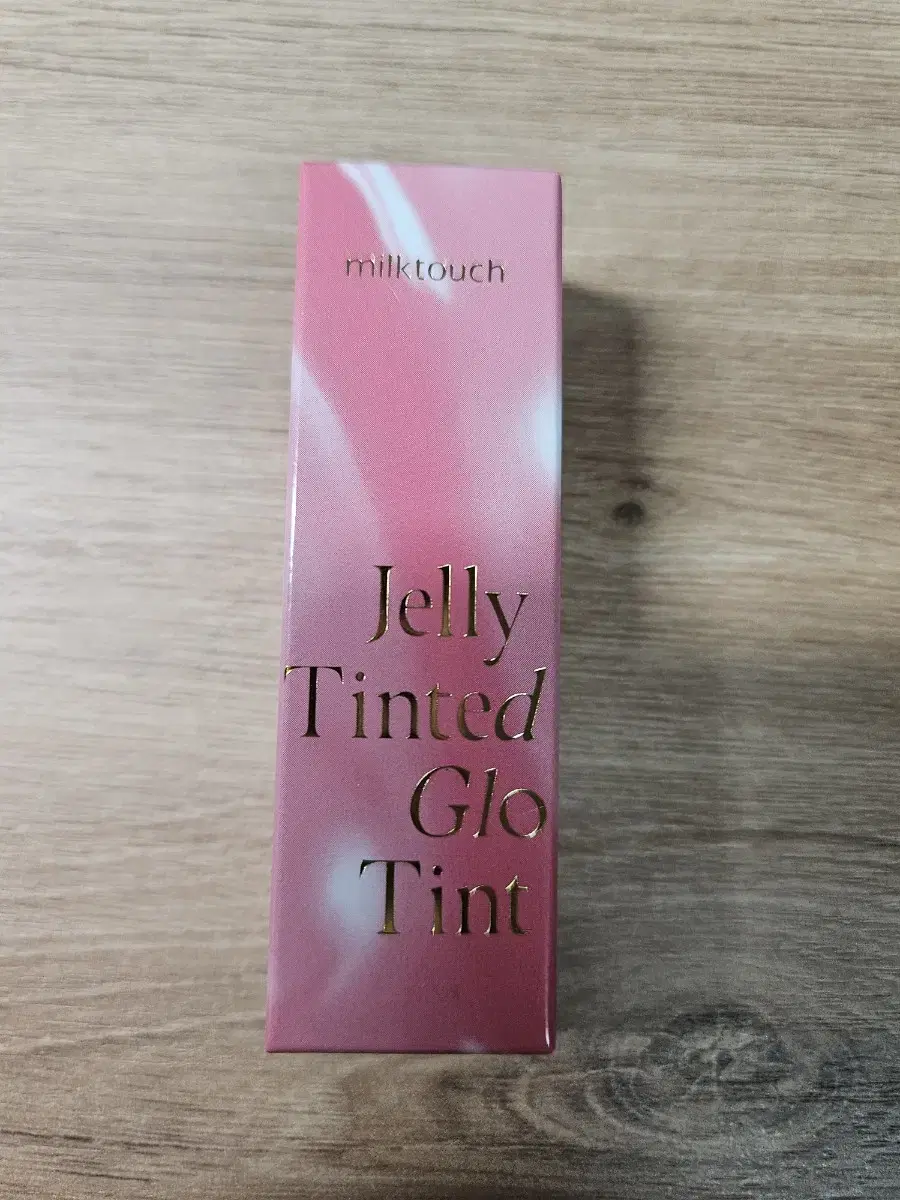 milktouch
Jelly
Tinted
Glo
Tint